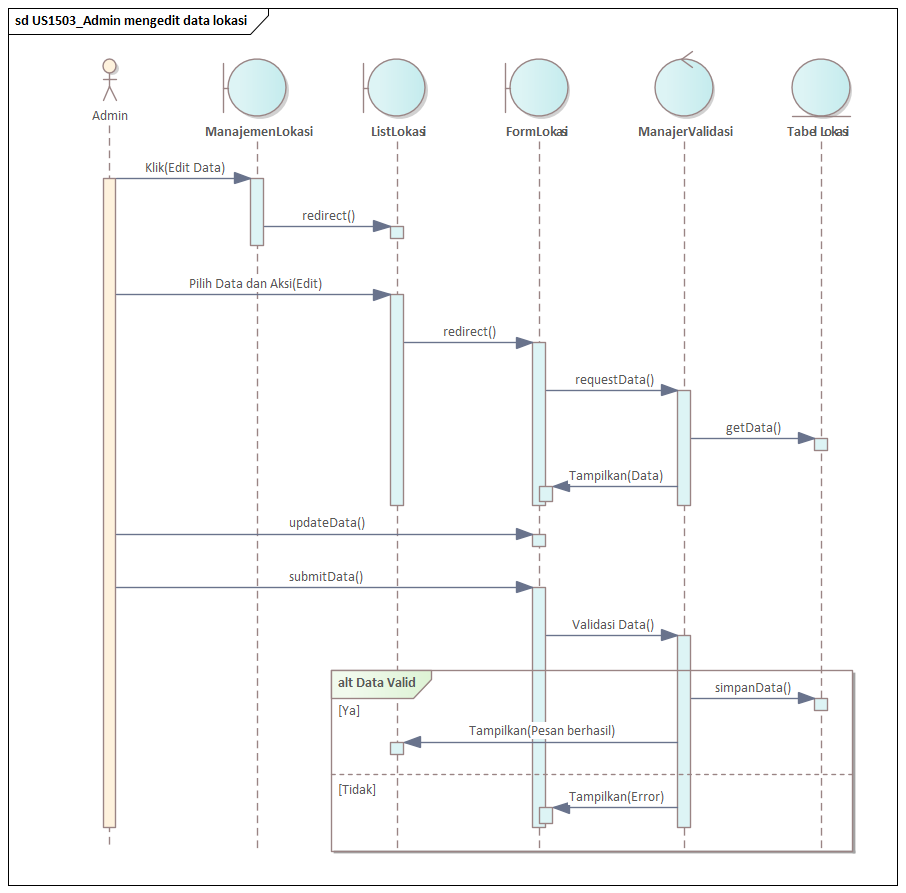 sd US1503_Admin mengedit data lokasi
Admin
ManajemenLokasi
ListLokasi
FormLokasi
ManajerValidasi
Tabel Lokasi
Klik(Edit Data)
redirect()
Pilih Data dan Aksi(Edit)
redirect()
requestData()
getData()
Tampilkan(Data)
updateData()
submitData()
Validasi Data()
alt Data Valid
simpanData()
[Ya]
Tampilkan(Pesan berhasil)
[Tidak]
Tampilkan(Error)